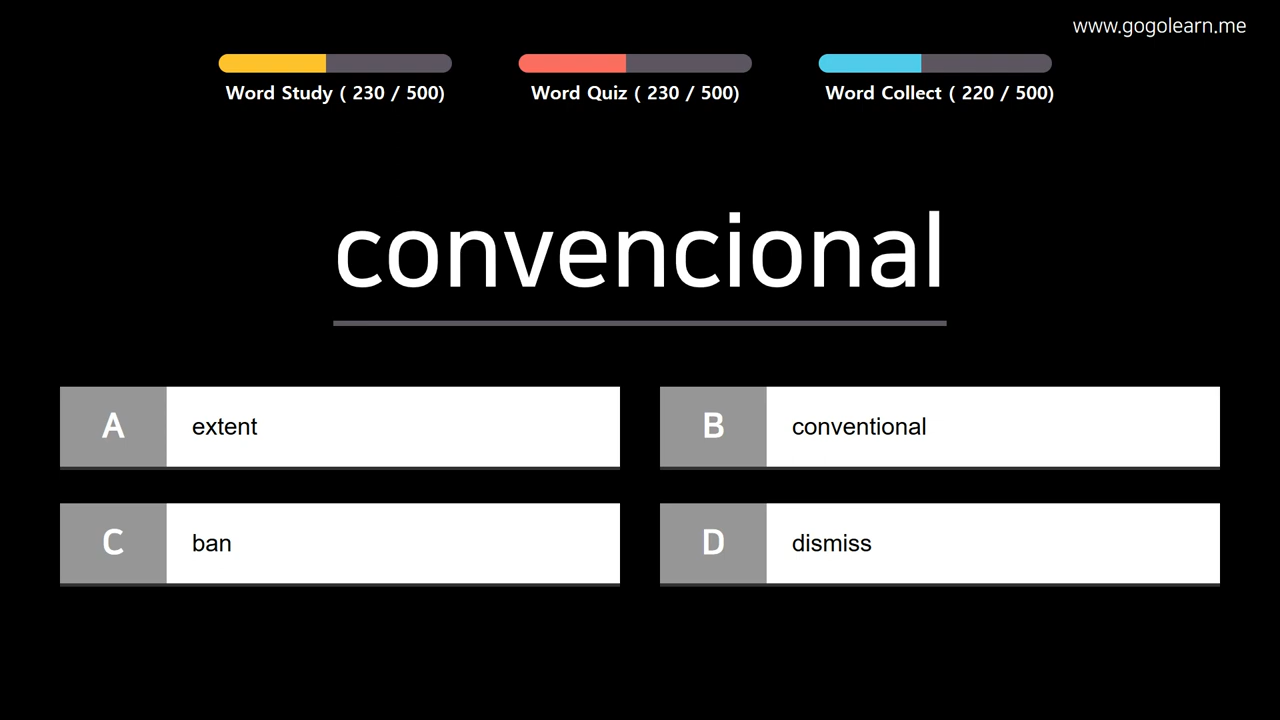 www.gogolearn.me
Word Study ( 230 / 500)
Word Quiz ( 230 / 500)
Word Collect ( 220 / 500)
convencional
A extent
B conventional
C ban
D dismiss